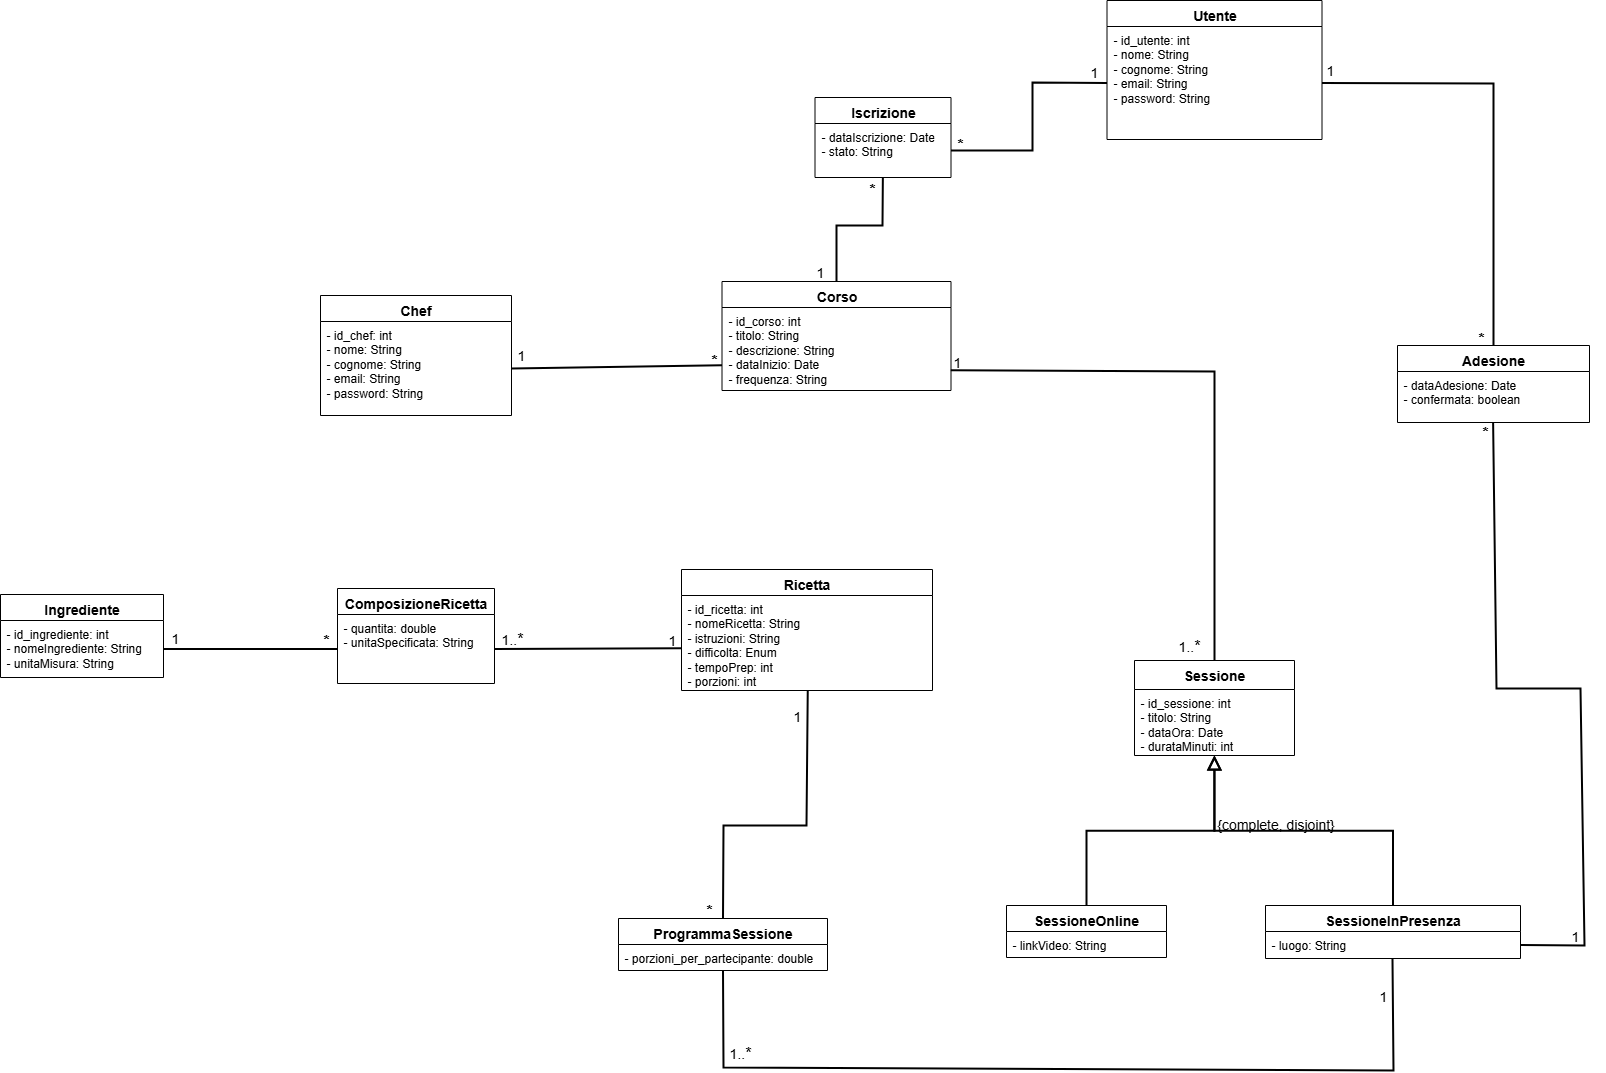 Utente
- id_utente: int
- nome: String
- cognome: String
- email: String
- password: String
1
1
Iscrizione
- dataIscrizione: Date
- stato: String
*
*
1
Corso
- id_corso: int
- titolo: String
- descrizione: String
- dataInizio: Date
- frequenza: String
Chef
- id_chef: int
- nome: String
- cognome: String
- email: String
- password: String
1
*
1
*
Adesione
- dataAdesione: Date
- confermata: boolean
*
Ingrediente
- id_ingrediente: int
- nomeIngrediente: String
- unitaMisura: String
1
*
ComposizioneRicetta
- quantita: double
- unitaSpecificata: String
1..*
1
Ricetta
- id_ricetta: int
- nomeRicetta: String
- istruzioni: String
- difficolta: Enum
- tempoPrep: int
- porzioni: int
1
1..*
Sessione
- id_sessione: int
- titolo: String
- dataOra: Date
- durataMinuti: int
{complete, disjoint}
*
ProgrammaSessione
- porzioni_per_partecipante: double
SessioneOnline
- linkVideo: String
SessioneInPresenza
- luogo: String
1
1
1..*